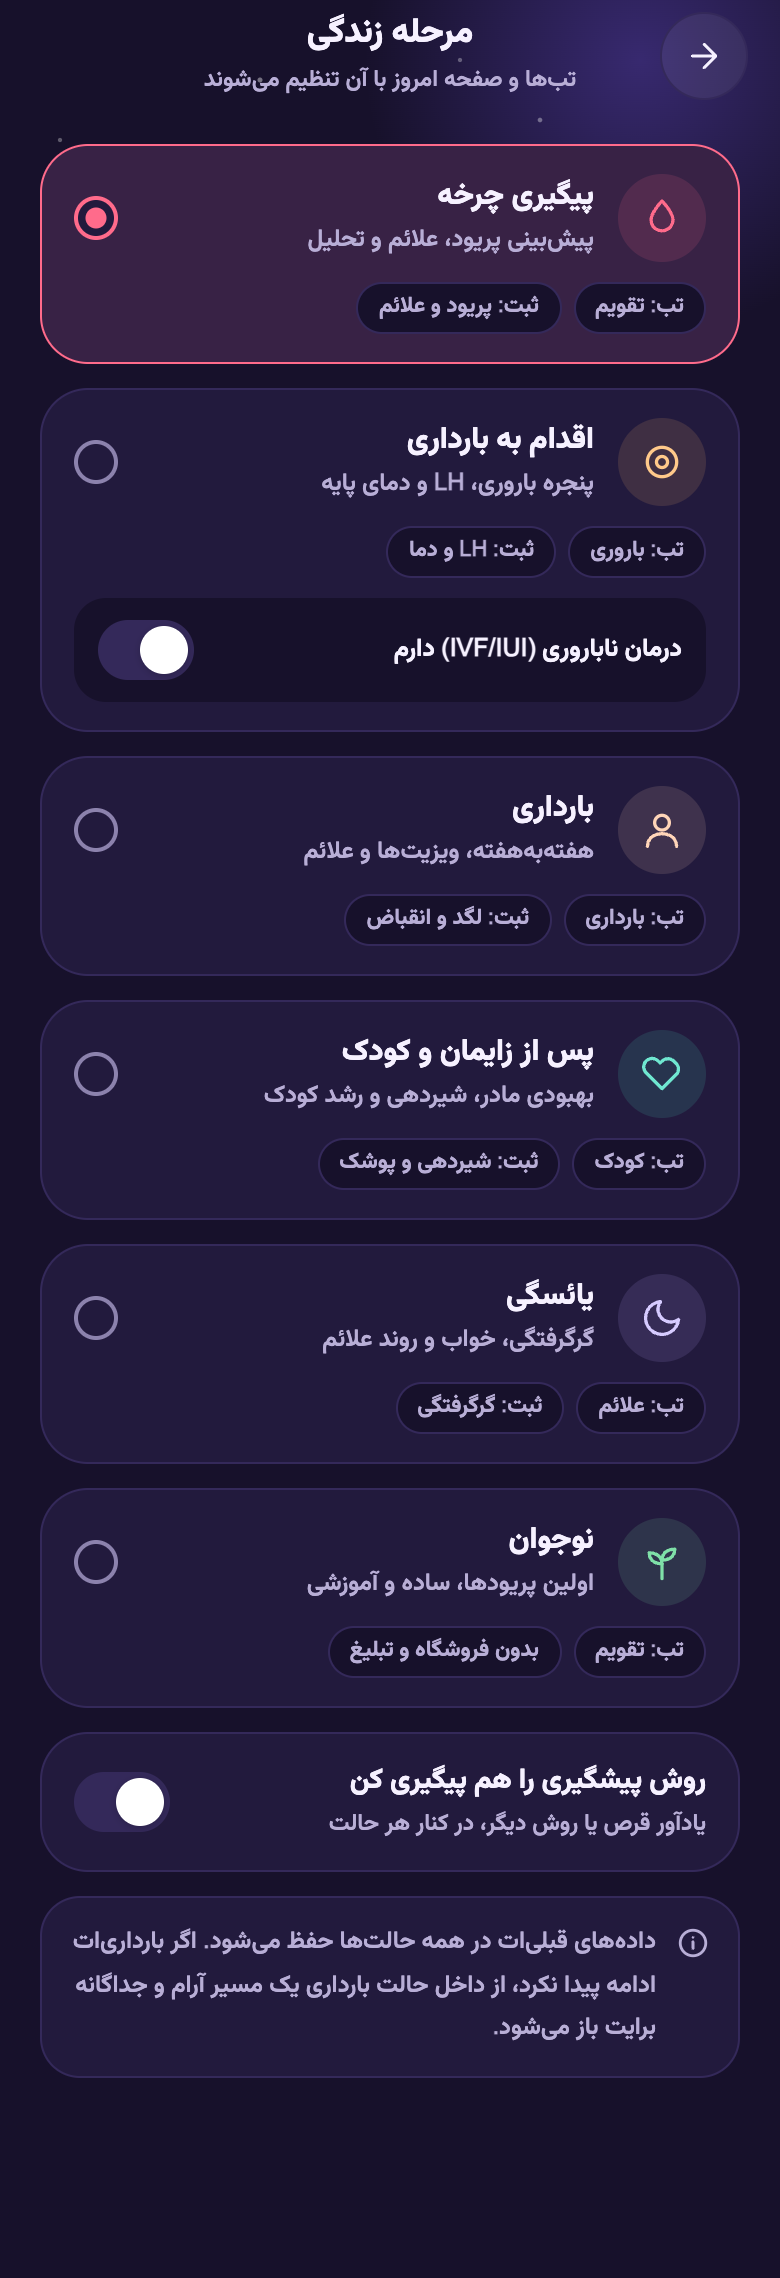 مرحله زندگی
تب‌ها و صفحه امروز با آن تنظیم می‌شوند
پیگیری چرخه
پیش‌بینی پریود، علائم و تحلیل
تب: تقویم
ثبت: پریود و علائم
اقدام به بارداری
پنجره باروری، LH و دمای پایه
تب: باروری
ثبت: LH و دما
درمان ناباروری (IVF/IUI) دارم
بارداری
هفته‌به‌هفته، ویزیت‌ها و علائم
تب: بارداری
ثبت: لگد و انقباض
پس از زایمان و کودک
بهبودی مادر، شیردهی و رشد کودک
تب: کودک
ثبت: شیردهی و پوشک
یائسگی
گرگرفتگی، خواب و روند علائم
تب: علائم
ثبت: گرگرفتگی
نوجوان
اولین پریودها، ساده و آموزشی
تب: تقویم
بدون فروشگاه و تبلیغ
روش پیشگیری را هم پیگیری کن
یادآور قرص یا روش دیگر، در کنار هر حالت
داده‌های قبلی‌ات در همه حالت‌ها حفظ می‌شود. اگر بارداری‌ات
ادامه پیدا نکرد، از داخل حالت بارداری یک مسیر آرام و جداگانه
برایت باز می‌شود.